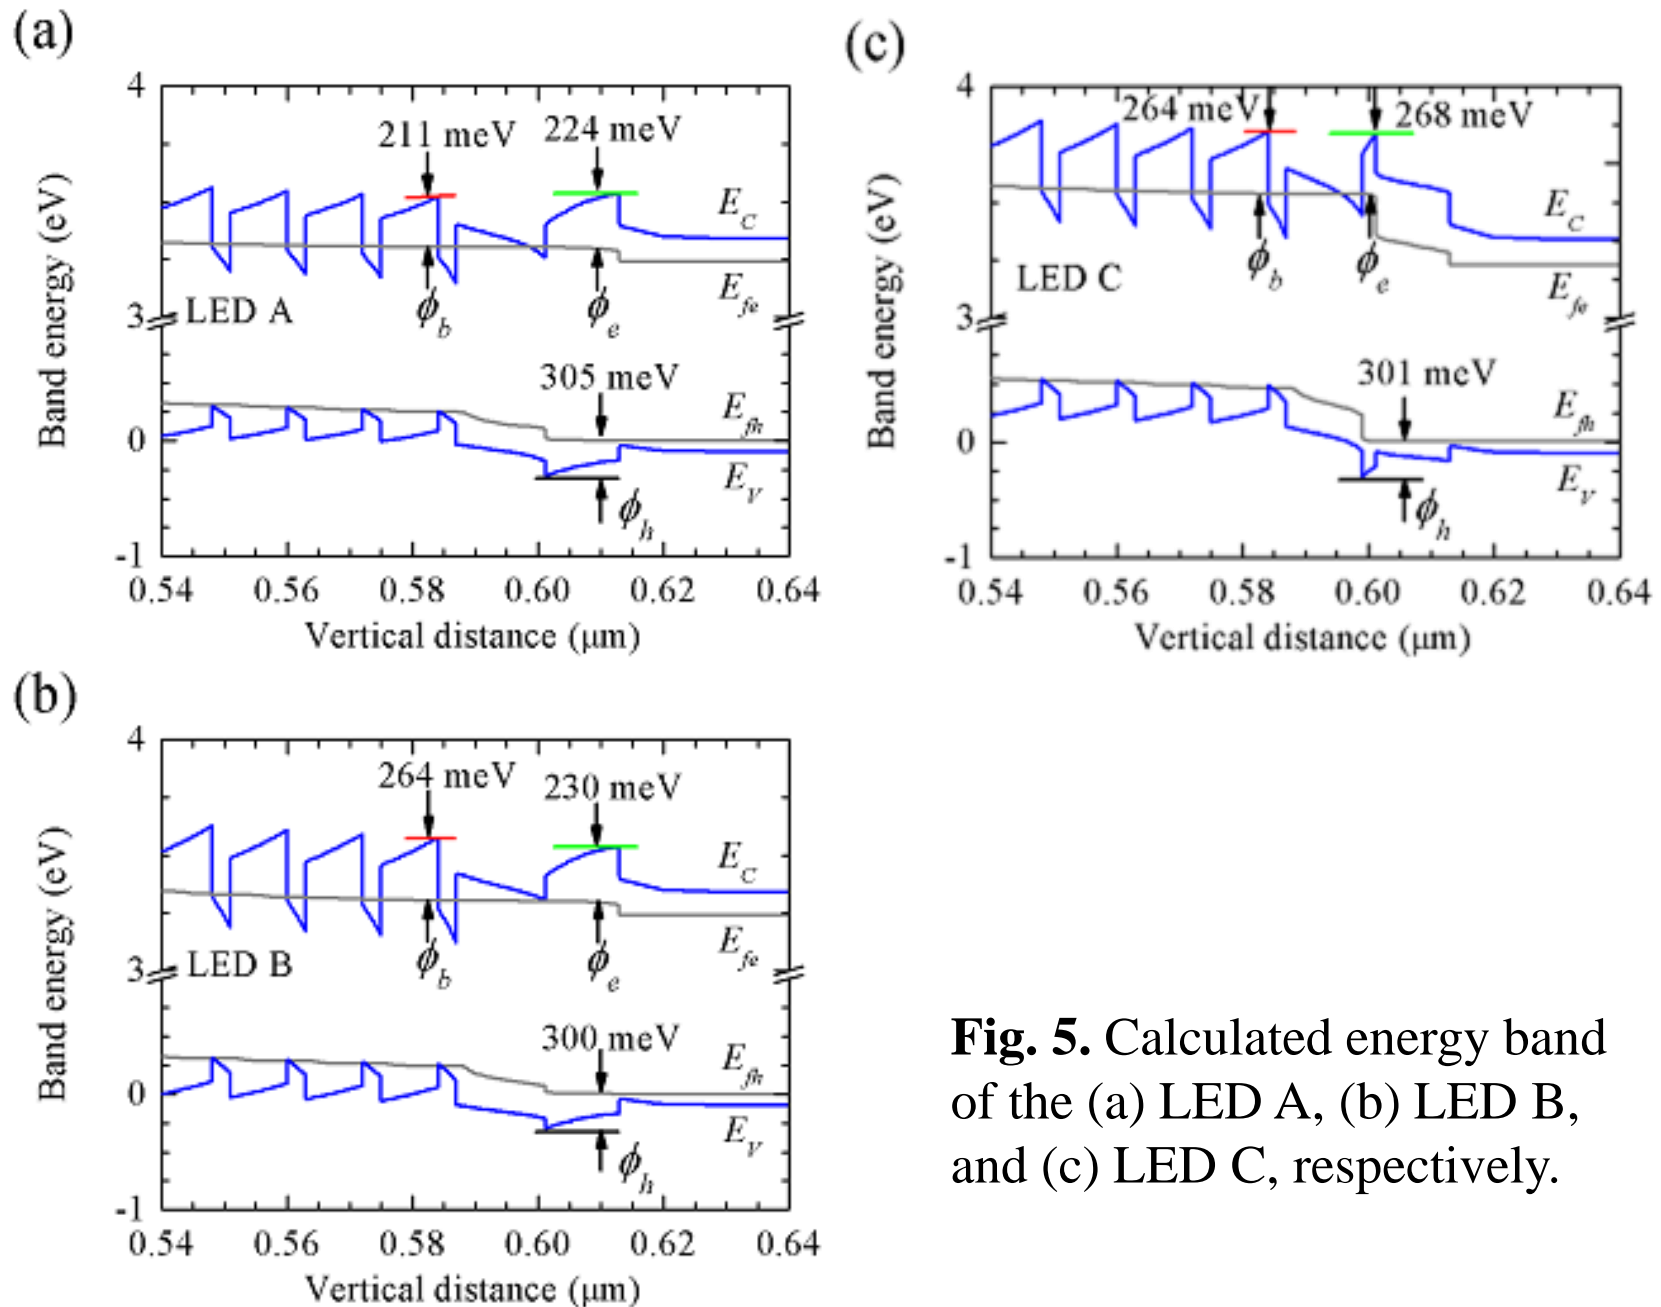 (a)
4
211 meV
224 meV
E_C
E_fe
LED A
ϕ_b
ϕ_e
3
305 meV
E_fh
0
E_V
ϕ_h
-1
0.54 0.56 0.58 0.60 0.62 0.64
Vertical distance (μm)
Band energy (eV)
(c)
4
264 meV
268 meV
E_C
E_fe
LED C
ϕ_b
ϕ_e
3
301 meV
E_fh
0
E_V
ϕ_h
-1
0.54 0.56 0.58 0.60 0.62 0.64
Vertical distance (μm)
Band energy (eV)
(b)
4
264 meV
230 meV
E_C
E_fe
LED B
ϕ_b
ϕ_e
3
300 meV
E_fh
0
E_V
ϕ_h
-1
0.54 0.56 0.58 0.60 0.62 0.64
Vertical distance (μm)
Band energy (eV)
Fig. 5. Calculated energy band
of the (a) LED A, (b) LED B,
and (c) LED C, respectively.